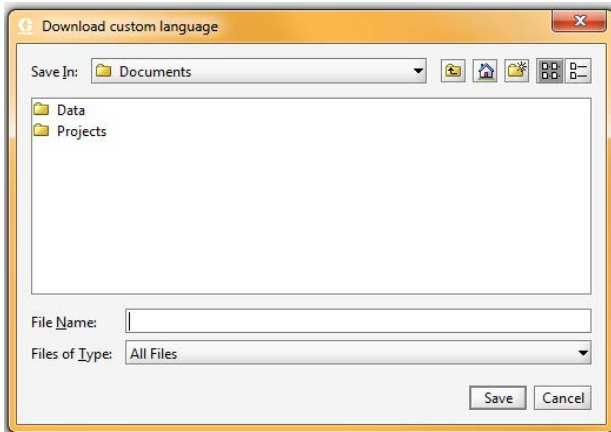 Download custom language
Save In: Documents
Data
Projects
File Name:
Files of Type: All Files
Save Cancel